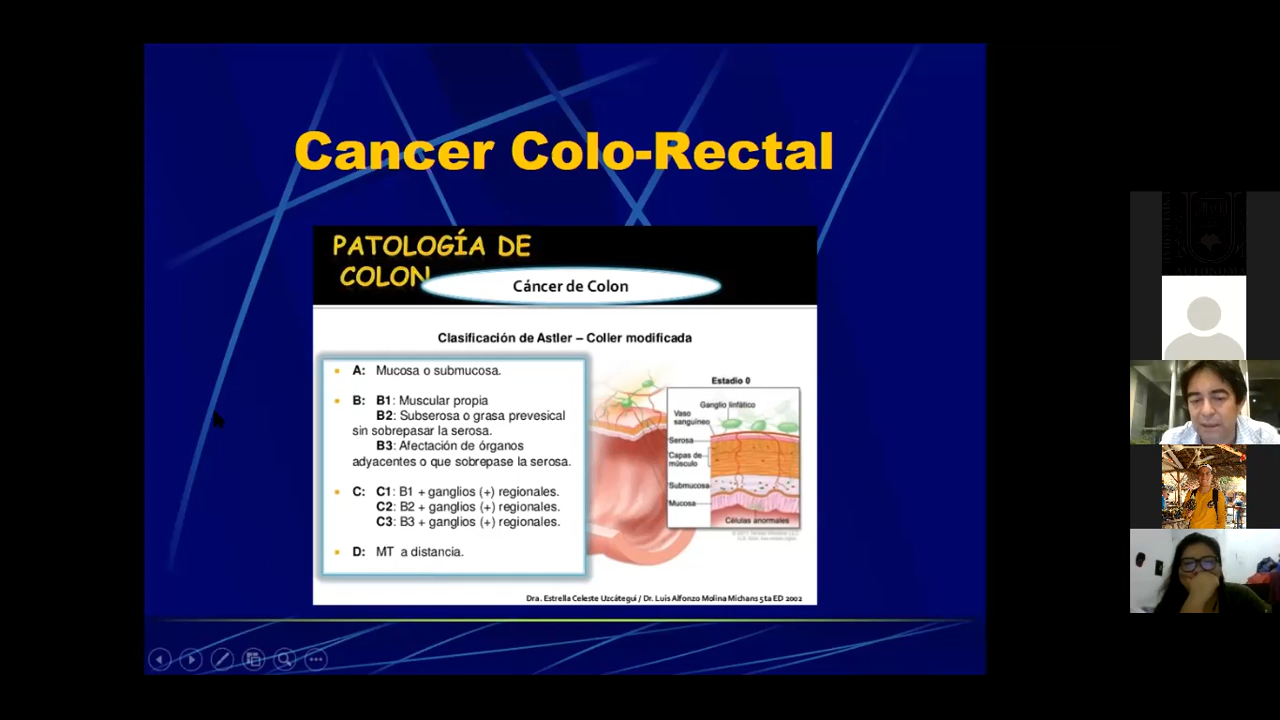 Cancer Colo-Rectal
PATOLOGÍA DE
COLON
Cáncer de Colon
Clasificación de Astler – Coller modificada
A: Mucosa o submucosa.
B: B1: Muscular propia
B2: Subserosa o grasa prevesical
sin sobrepasar la serosa.
B3: Afectación de órganos
adyacentes o que sobrepase la serosa.
C: C1: B1 + ganglios (+) regionales.
C2: B2 + ganglios (+) regionales.
C3: B3 + ganglios (+) regionales.
D: MT a distancia.
Estadio 0
Ganglio linfático
Vaso
sanguíneo
Serosa
Capas de
músculo
Submucosa
Mucosa
Células anormales
Dra. Estrella Celeste Uzcátegui / Dr. Luis Alfonzo Molina Michans 5ta ED 2002